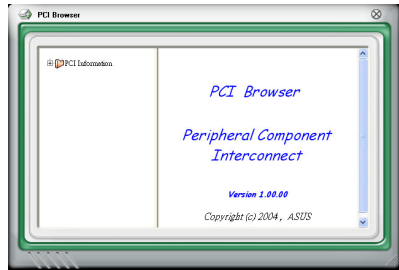 PCI Browser
PCI Information
PCI Browser
Peripheral Component
Interconnect
Version 1.00.00
Copyright (c) 2004 , ASUS